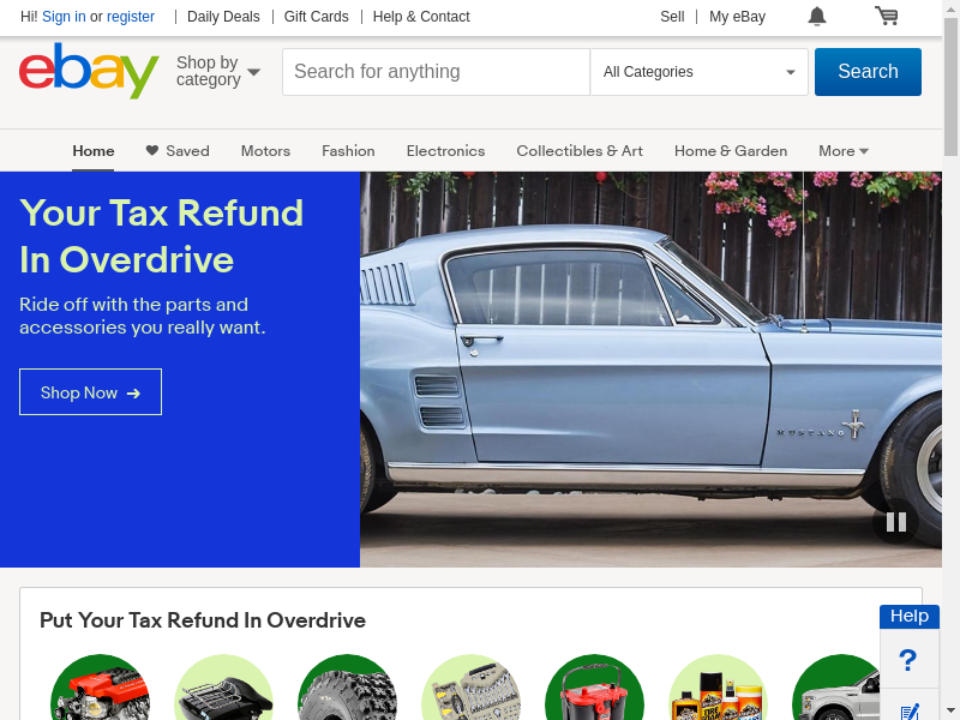 Hi! Sign in or register
Daily Deals
Gift Cards
Help & Contact
Sell
My eBay
ebay
Shop by
category
Search for anything
All Categories
Search
Home
Saved
Motors
Fashion
Electronics
Collectibles & Art
Home & Garden
More
Your Tax Refund
In Overdrive
Ride off with the parts and
accessories you really want.
Shop Now
MUSTANG
Put Your Tax Refund In Overdrive
Help
?